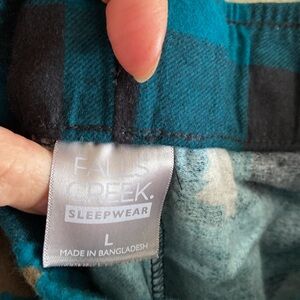 FALLS
CREEK.
SLEEPWEAR
L
MADE IN BANGLADESH